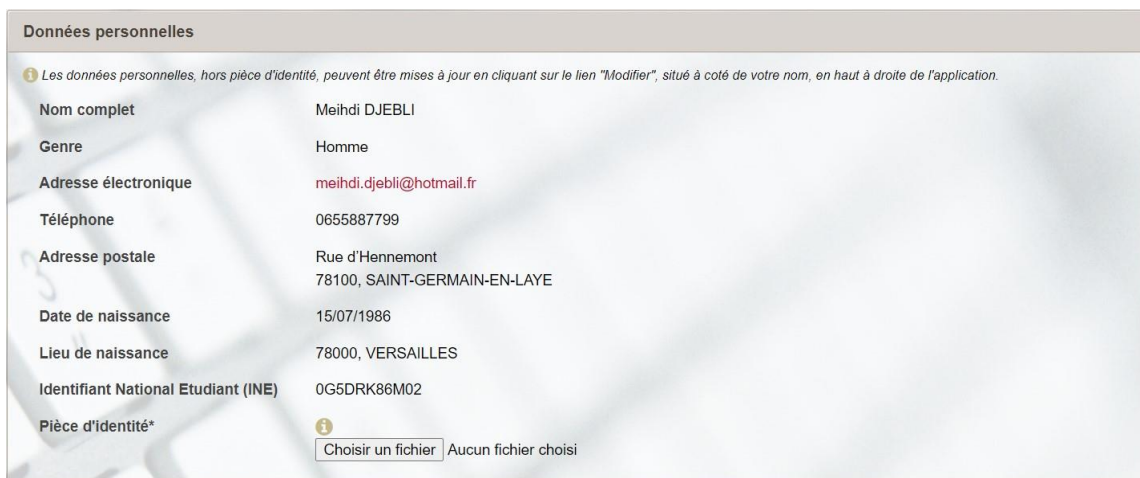 Données personnelles
Les données personnelles, hors pièce d'identité, peuvent être mises à jour en cliquant sur le lien "Modifier", situé à coté de votre nom, en haut à droite de l'application.
Nom complet Meihdi DJEBLI
Genre Homme
Adresse électronique meihdi.djebli@hotmail.fr
Téléphone 0655887799
Adresse postale Rue d'Hennemont
78100, SAINT-GERMAIN-EN-LAYE
Date de naissance 15/07/1986
Lieu de naissance 78000, VERSAILLES
Identifiant National Etudiant (INE) 0G5DRK86M02
Pièce d'identité*
Choisir un fichier Aucun fichier choisi